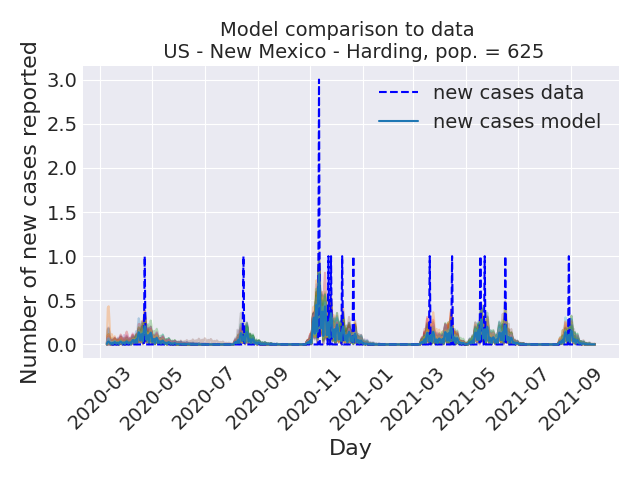 Model comparison to data
US - New Mexico - Harding, pop. = 625
Number of new cases reported
3.0
2.5
2.0
1.5
1.0
0.5
0.0
new cases data
new cases model
2020-03
2020-05
2020-07
2020-09
2020-11
2021-01
2021-03
2021-05
2021-07
2021-09
Day